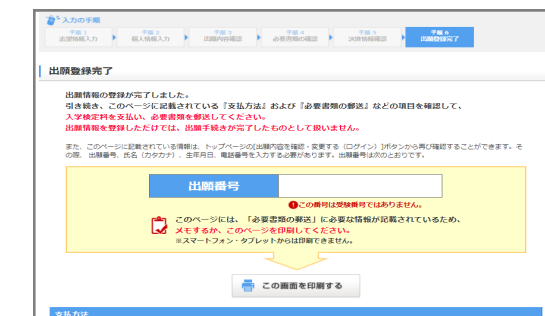 入力の手順
手順 1
志望情報入力
手順 2
個人情報入力
手順 3
出願内容確認
手順 4
必要書類の確認
手順 5
決済情報確認
手順 6
出願登録完了
出願登録完了
出願情報の登録が完了しました。
引き続き、このページに記載されている『支払方法』および『必要書類の郵送』などの項目を確認して、
入学検定料を支払い、必要書類を郵送してください。
出願情報を登録しただけでは、出願手続きが完了したものとして扱いません。
また、このページに記載されている情報は、トップページの[出願内容を確認・変更する（ログイン）]ボタンから再び確認することができます。そ
の際、 出願番号、氏名（カタカナ）、生年月日、電話番号を入力する必要があります。出願番号は次のとおりです。
出願番号
この番号は受験番号ではありません。
このページには、「必要書類の郵送」に必要な情報が記載されているため、
メモするか、このページを印刷してください。
※スマートフォン・タブレットからは印刷できません。
この画面を印刷する
支払方法